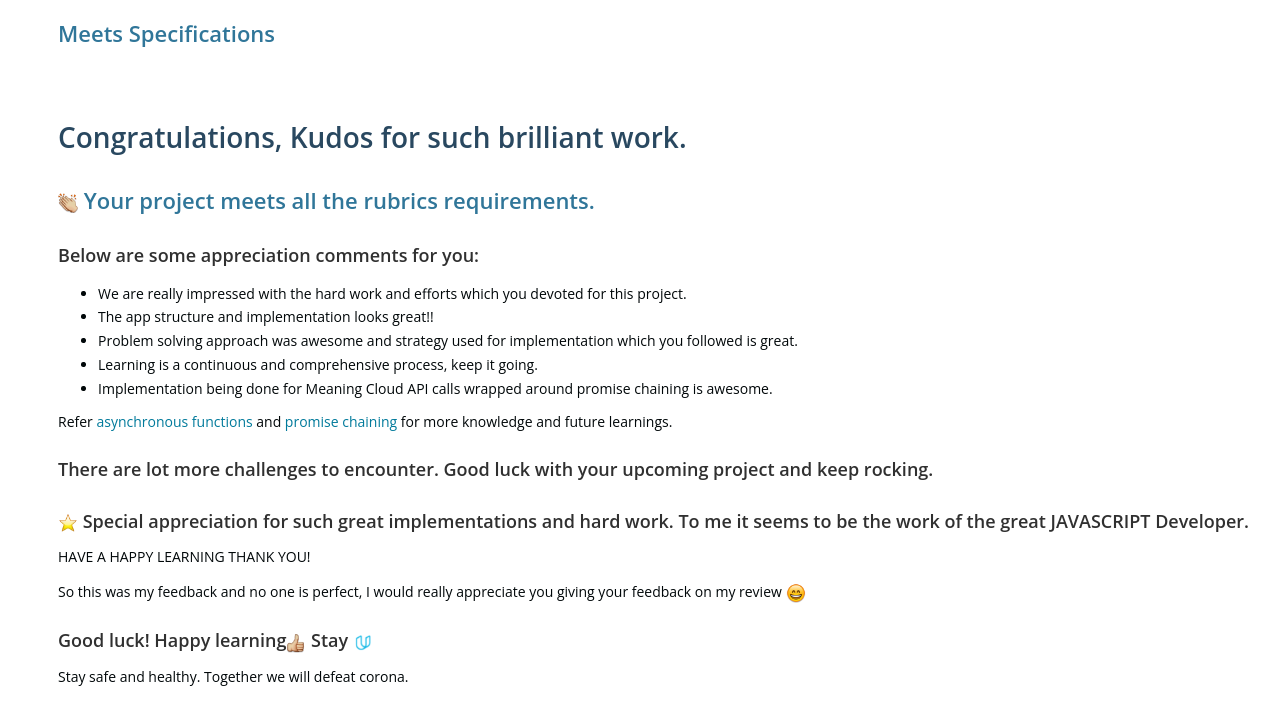 Meets Specifications
Congratulations, Kudos for such brilliant work.
👏 Your project meets all the rubrics requirements.
Below are some appreciation comments for you:
• We are really impressed with the hard work and efforts which you devoted for this project.
• The app structure and implementation looks great!!
• Problem solving approach was awesome and strategy used for implementation which you followed is great.
• Learning is a continuous and comprehensive process, keep it going.
• Implementation being done for Meaning Cloud API calls wrapped around promise chaining is awesome.
Refer asynchronous functions and promise chaining for more knowledge and future learnings.
There are lot more challenges to encounter. Good luck with your upcoming project and keep rocking.
⭐ Special appreciation for such great implementations and hard work. To me it seems to be the work of the great JAVASCRIPT Developer.
HAVE A HAPPY LEARNING THANK YOU!
So this was my feedback and no one is perfect, I would really appreciate you giving your feedback on my review 😄
Good luck! Happy learning👍 Stay
Stay safe and healthy. Together we will defeat corona.